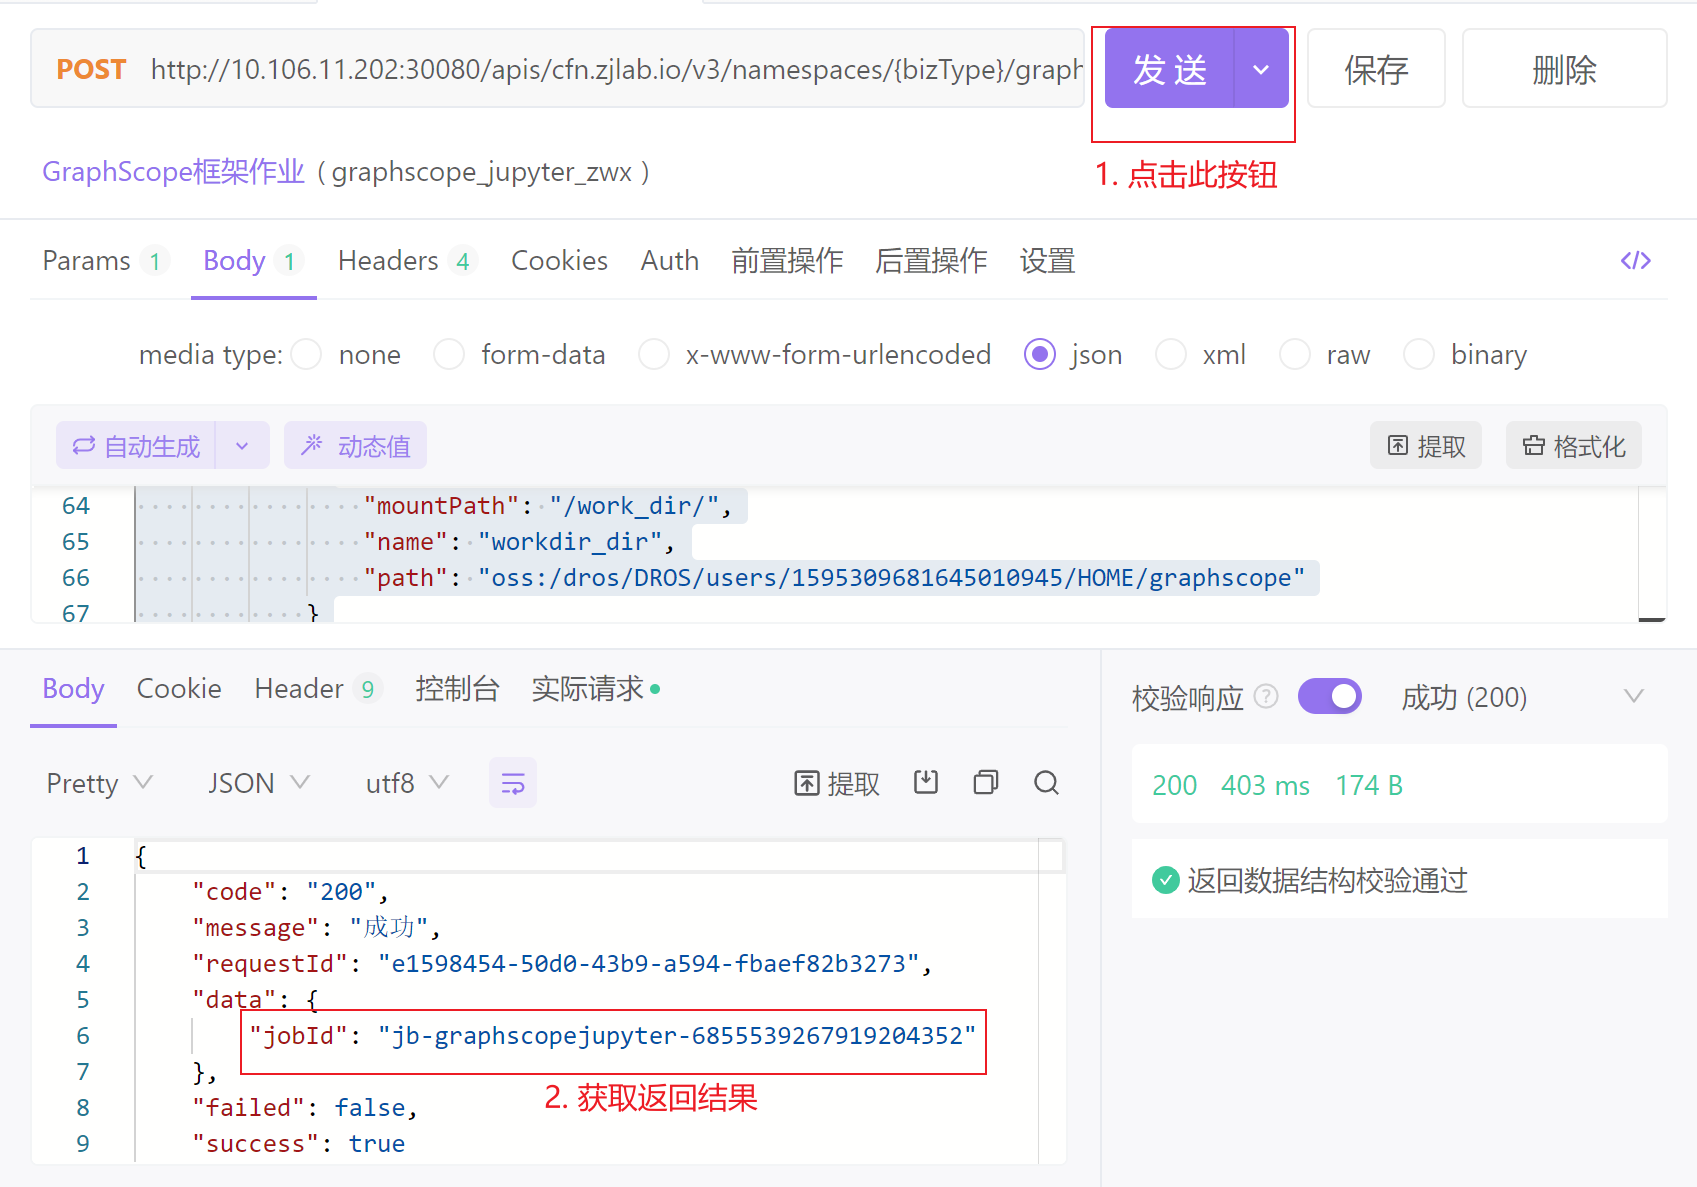 POST http://10.106.11.202:30080/apis/cfn.zjlab.io/v3/namespaces/{bizType}/graph
发 送
保存
删除
GraphScope框架作业 ( graphscope_jupyter_zwx )
1. 点击此按钮
Params 1 Body 1 Headers 4 Cookies Auth 前置操作 后置操作 设置 </>
media type: none form-data x-www-form-urlencoded json xml raw binary
自动生成 动态值 提取 格式化
64 "mountPath": "/work_dir/",
65 "name": "workdir_dir",
66 "path": "oss:/dros/DROS/users/1595309681645010945/HOME/graphscope"
67 }
Body Cookie Header 9 控制台 实际请求
校验响应 ? 成功 (200)
Pretty JSON utf8 提取
200 403 ms 174 B
返回数据结构校验通过
1 {
2 "code": "200",
3 "message": "成功",
4 "requestId": "e1598454-50d0-43b9-a594-fbaef82b3273",
5 "data": {
6 "jobId": "jb-graphscopejupyter-6855539267919204352"
7 },
2. 获取返回结果
8 "failed": false,
9 "success": true